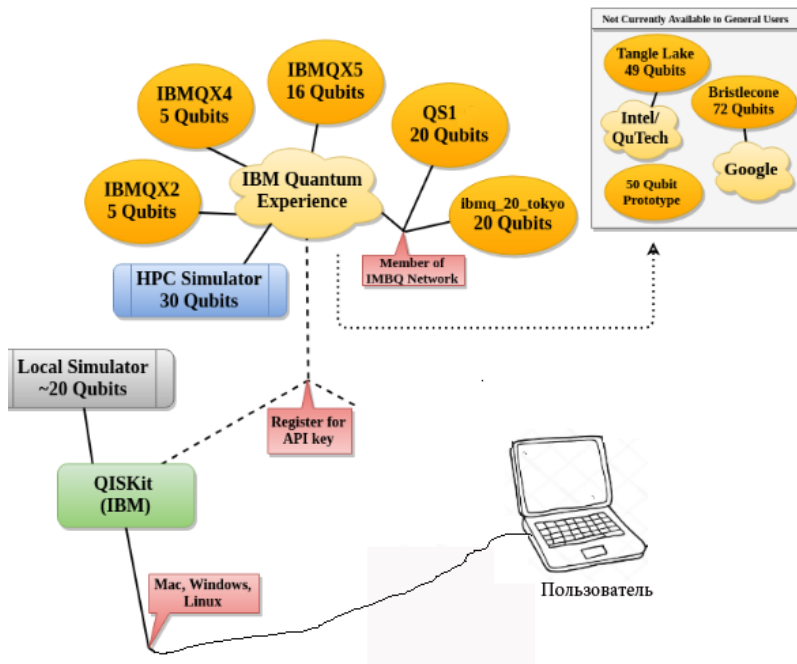 Not Currently Available to General Users
Tangle Lake
49 Qubits
Bristlecone
72 Qubits
Intel/
QuTech
Google
50 Qubit
Prototype
IBMQX5
16 Qubits
IBMQX4
5 Qubits
QS1
20 Qubits
IBM Quantum
Experience
IBMQX2
5 Qubits
ibmq_20_tokyo
20 Qubits
Member of
IMBQ Network
HPC Simulator
30 Qubits
Local Simulator
~20 Qubits
Register for
API key
QISKit
(IBM)
Mac, Windows,
Linux
Пользователь